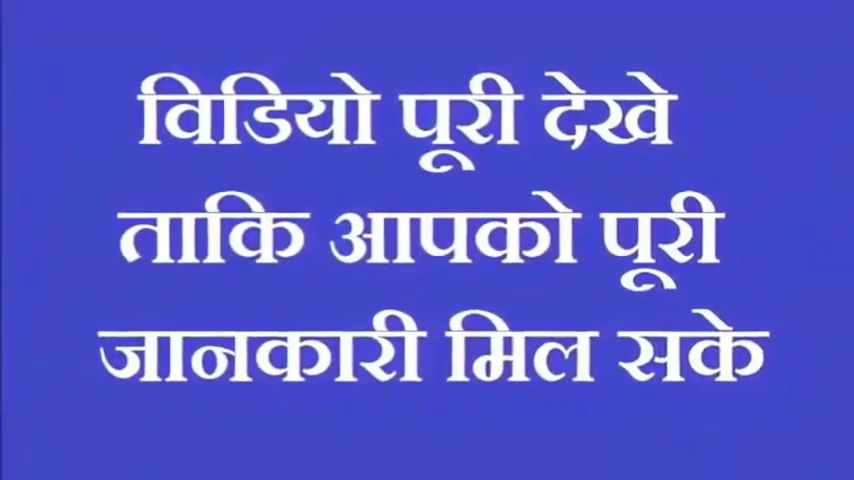 विडियो पूरी देखे
ताकि आपको पूरी
जानकारी मिल सके